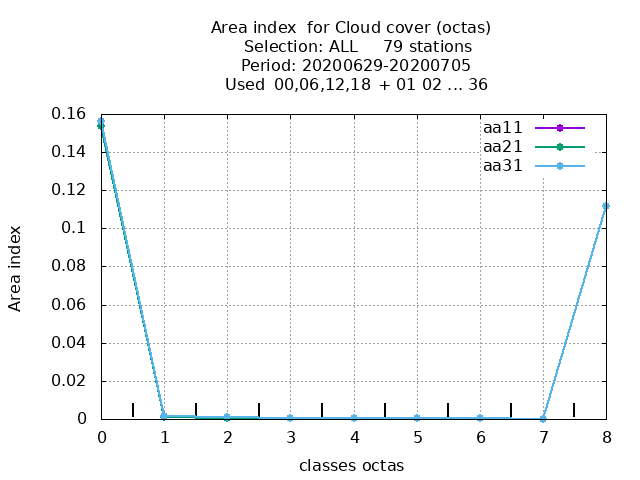 Area index  for Cloud cover (octas)
Selection: ALL     79 stations
Period: 20200629-20200705
Used  00,06,12,18 + 01 02 ... 36
aa11
aa21
aa31
0.16
0.14
0.12
0.1
0.08
0.06
0.04
0.02
0
Area index
0 1 2 3 4 5 6 7 8
classes octas